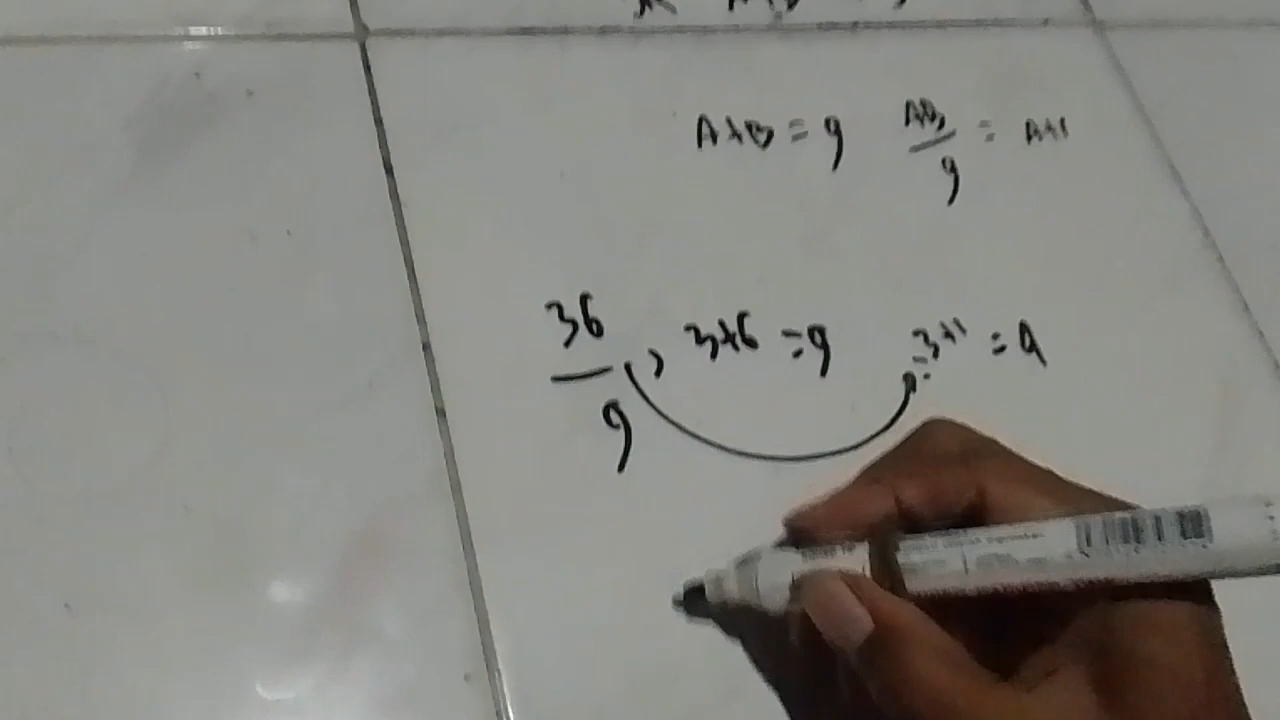 A+B = 9 AB/9 = A+1
36/9 , 3+6 = 9 = 3+1 = 4